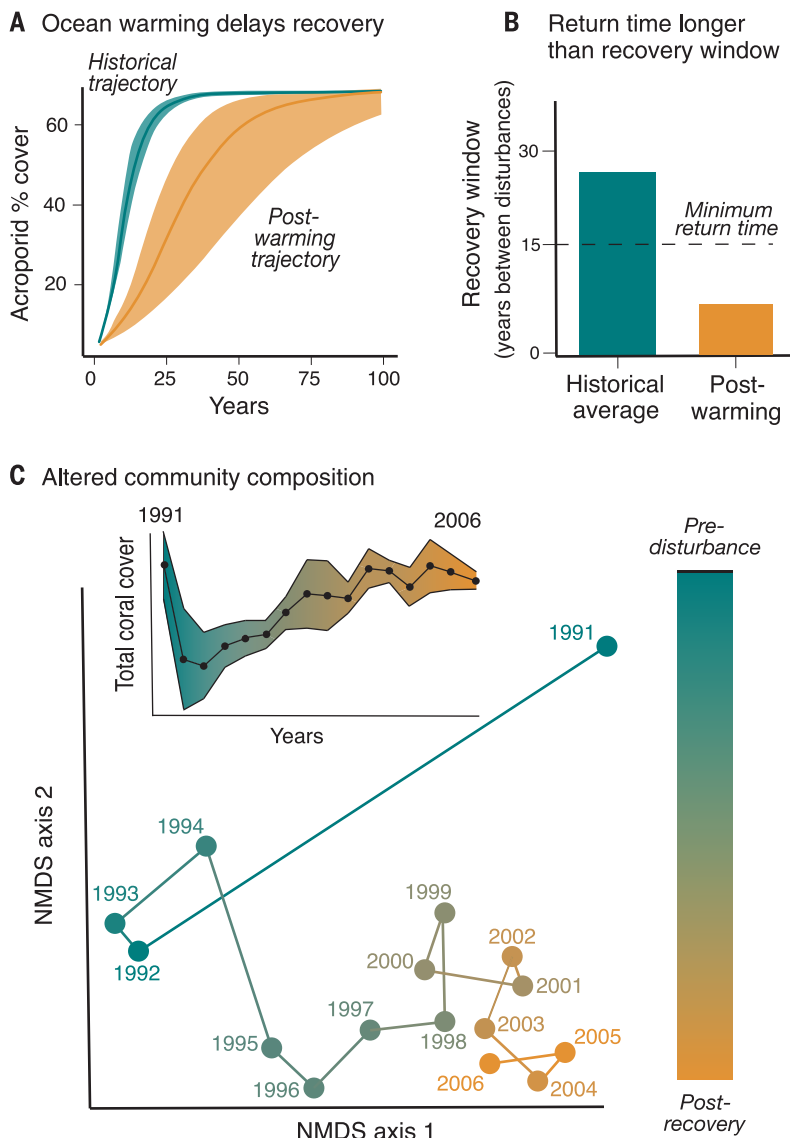 A Ocean warming delays recovery
Historical
trajectory
Acroporid % cover
60
40
20
Post-
warming
trajectory
0 25 50 75 100
Years
B Return time longer
than recovery window
Recovery window
(years between disturbances)
30
15
0
Minimum
return time
Historical
average
Post-
warming
C Altered community composition
1991
2006
Total coral cover
Years
NMDS axis 2
1991
1994
1993
1992
1999
2002
2000
2001
1997
2003
1998
1995
2005
1996
2006
2004
NMDS axis 1
Pre-
disturbance
Post-
recovery